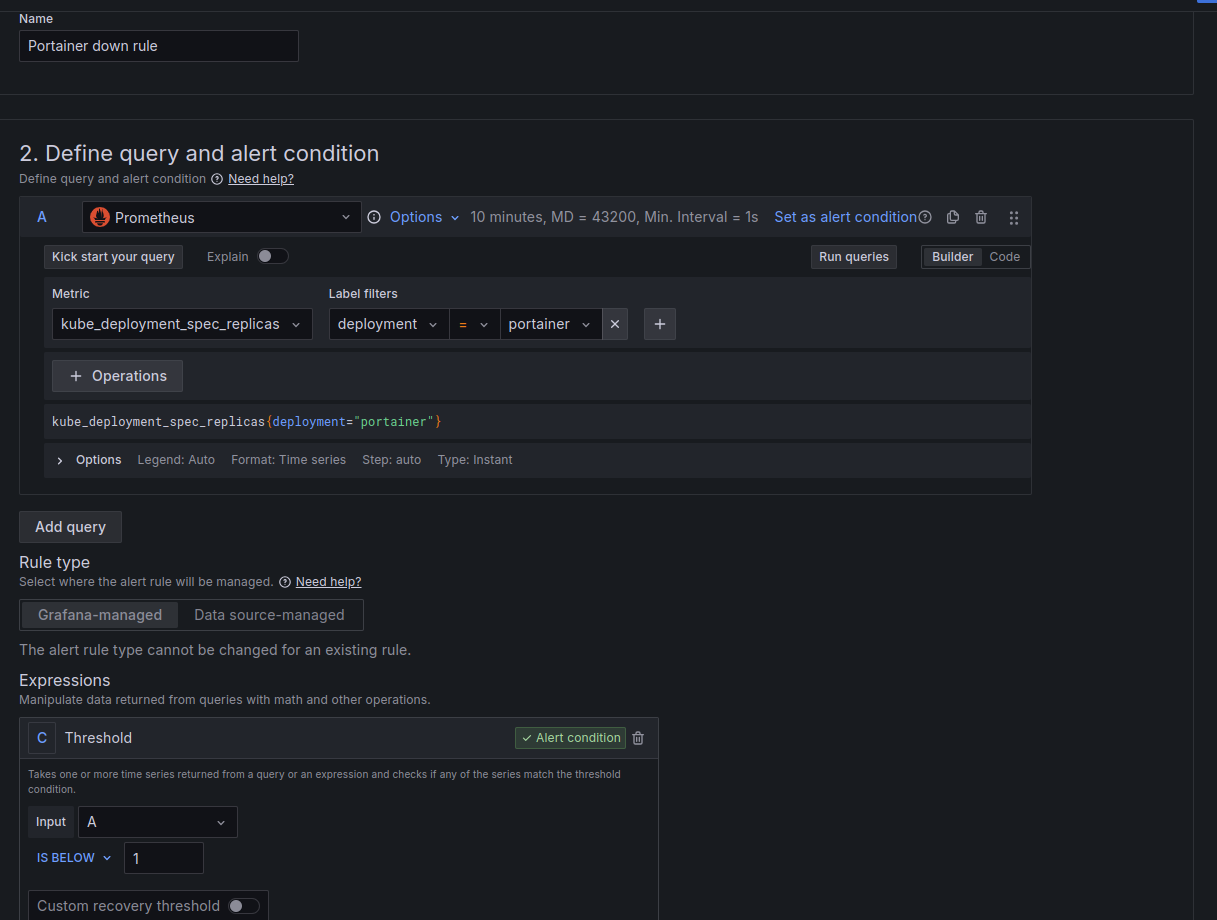 Name
Portainer down rule
2. Define query and alert condition
Define query and alert condition Need help?
A Prometheus Options 10 minutes, MD = 43200, Min. Interval = 1s Set as alert condition
Kick start your query Explain Run queries Builder Code
Metric Label filters
kube_deployment_spec_replicas deployment = portainer
+ Operations
kube_deployment_spec_replicas{deployment="portainer"}
Options Legend: Auto Format: Time series Step: auto Type: Instant
Add query
Rule type
Select where the alert rule will be managed. Need help?
Grafana-managed Data source-managed
The alert rule type cannot be changed for an existing rule.
Expressions
Manipulate data returned from queries with math and other operations.
C Threshold Alert condition
Takes one or more time series returned from a query or an expression and checks if any of the series match the threshold
condition.
Input A
IS BELOW 1
Custom recovery threshold